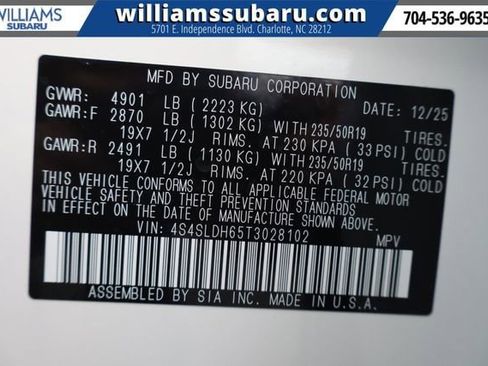 WILLIAMS
SUBARU
williamssubaru.com
5701 E. Independence Blvd, Charlotte, NC 28212
704-536-9635
MFD BY SUBARU CORPORATION
GVWR: 4901 LB ( 2223 KG) DATE: 12/25
GAWR:F 2870 LB ( 1302 KG) WITH 235/50R19 TIRES.
19X7 1/2J RIMS. AT 230 KPA ( 33 PSI) COLD
GAWR:R 2491 LB ( 1130 KG) WITH 235/50R19 TIRES.
19X7 1/2J RIMS. AT 220 KPA ( 32 PSI) COLD
THIS VEHICLE CONFORMS TO ALL APPLICABLE FEDERAL MOTOR
VEHICLE SAFETY AND THEFT PREVENTION STANDARDS
IN EFFECT ON THE DATE OF MANUFACTURE SHOWN ABOVE.
VIN: 4S4SLDH65T3028102 MPV
ASSEMBLED BY SIA INC. MADE IN U.S.A.